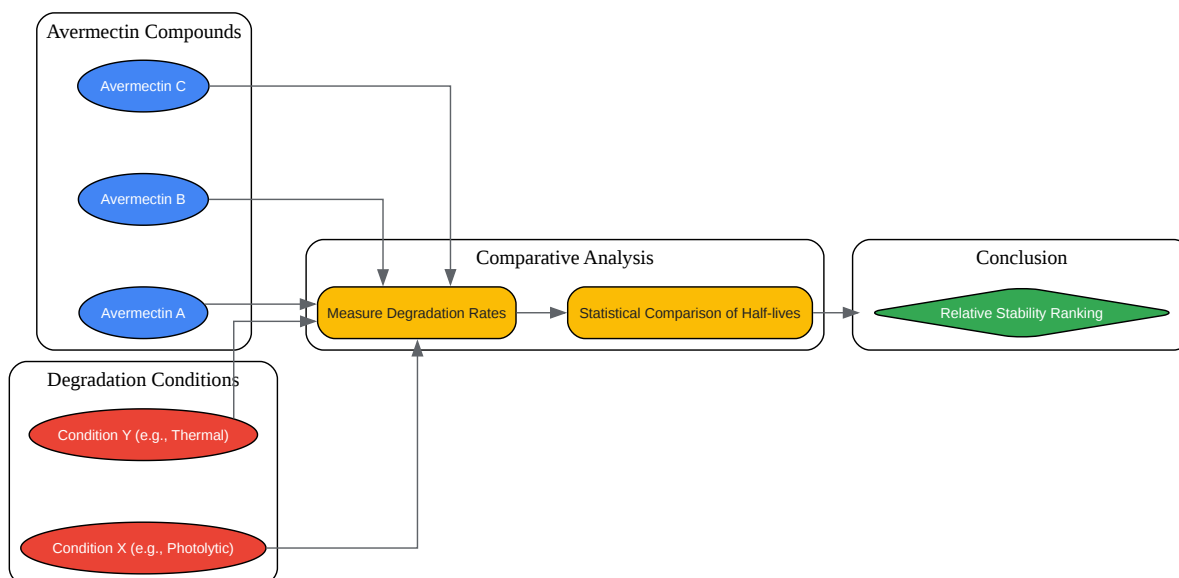 Avermectin Compounds
Avermectin C
Avermectin B
Avermectin A
Degradation Conditions
Condition Y (e.g., Thermal)
Condition X (e.g., Photolytic)
Comparative Analysis
Measure Degradation Rates
Statistical Comparison of Half-lives
Conclusion
Relative Stability Ranking